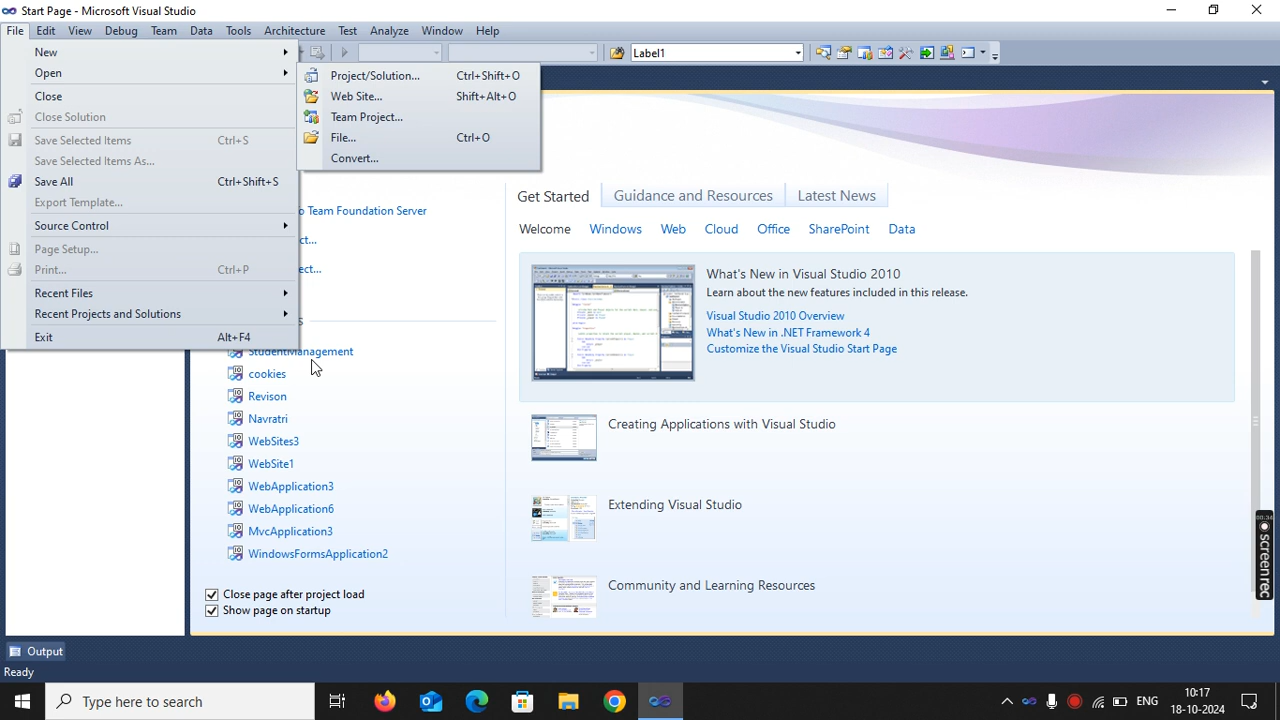 Start Page - Microsoft Visual Studio
File Edit View Debug Team Data Tools Architecture Test Analyze Window Help
Label1
New
Open
Close
Close Solution
Save Selected Items Ctrl+S
Save Selected Items As...
Save All Ctrl+Shift+S
Export Template...
Source Control
Page Setup...
Print... Ctrl+P
Recent Files
Recent Projects and Solutions
Exit Alt+F4
Project/Solution... Ctrl+Shift+O
Web Site... Shift+Alt+O
Team Project...
File... Ctrl+O
Convert...
o Team Foundation Server
ct...
ect...
StudentManagement
cookies
Revison
Navratri
WebSites3
WebSite1
WebApplication3
WebApplication6
MvcApplication3
WindowsFormsApplication2
Close page after project load
Show page on startup
Get Started Guidance and Resources Latest News
Welcome Windows Web Cloud Office SharePoint Data
What's New in Visual Studio 2010
Learn about the new features included in this release.
Visual Studio 2010 Overview
What's New in .NET Framework 4
Customize the Visual Studio Start Page
Creating Applications with Visual Studio
Extending Visual Studio
Community and Learning Resources
00:34
screenrec
Output
Ready
Type here to search
ENG
10:17
18-10-2024